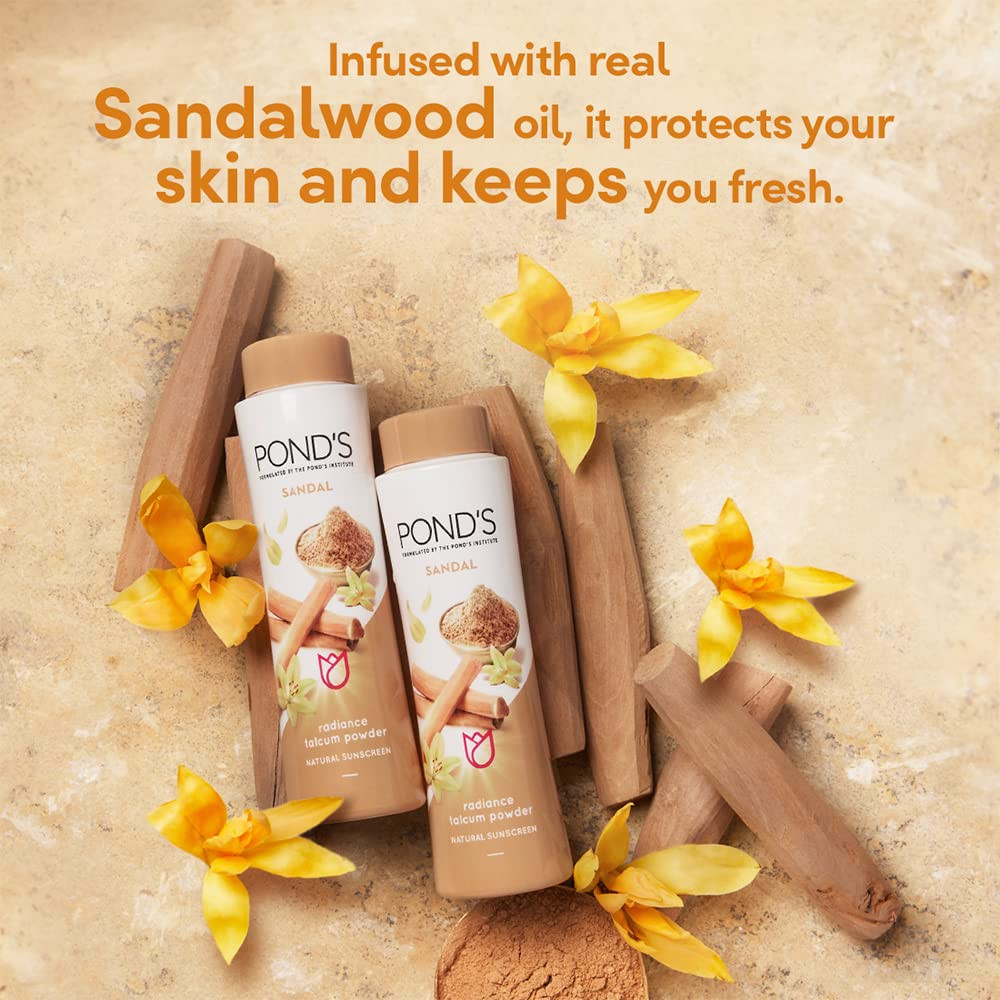 Infused with real
Sandalwood oil, it protects your
skin and keeps you fresh.
POND'S
FORMULATED BY THE POND'S INSTITUTE
SANDAL
radiance
talcum powder
NATURAL SUNSCREEN
POND'S
FORMULATED BY THE POND'S INSTITUTE
SANDAL
radiance
talcum powder
NATURAL SUNSCREEN